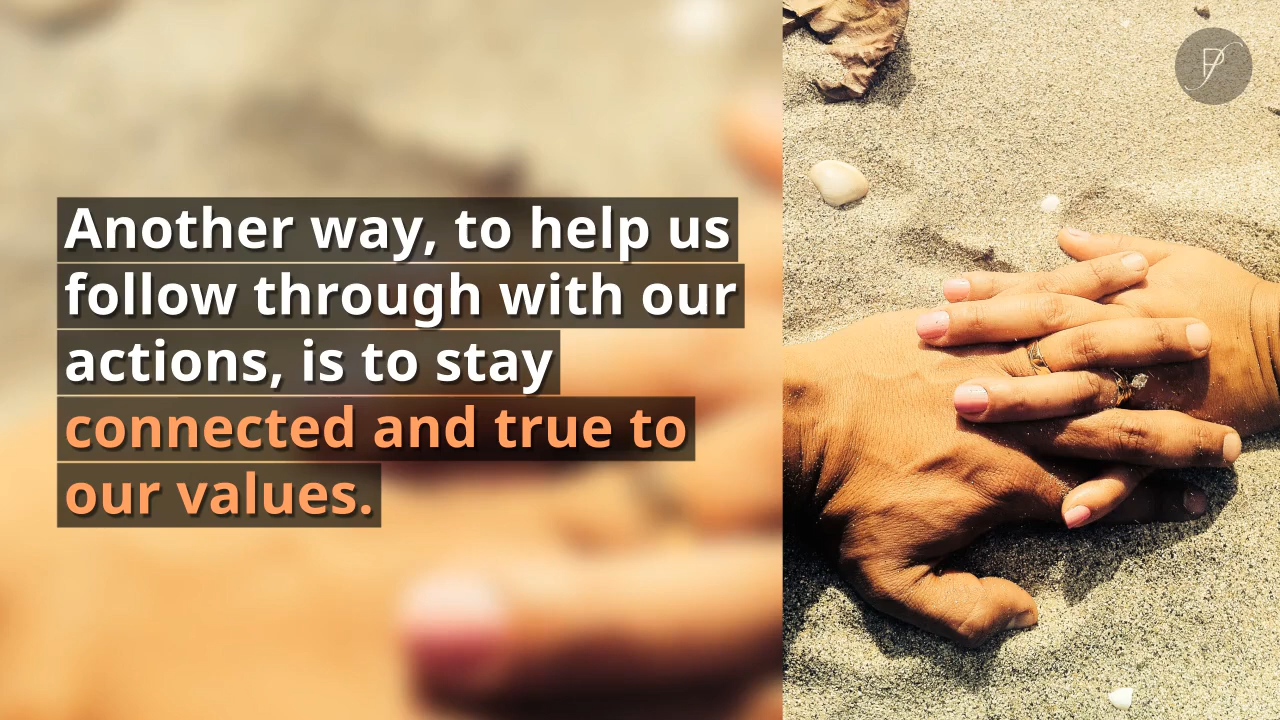 Another way, to help us
follow through with our
actions, is to stay
connected and true to
our values.